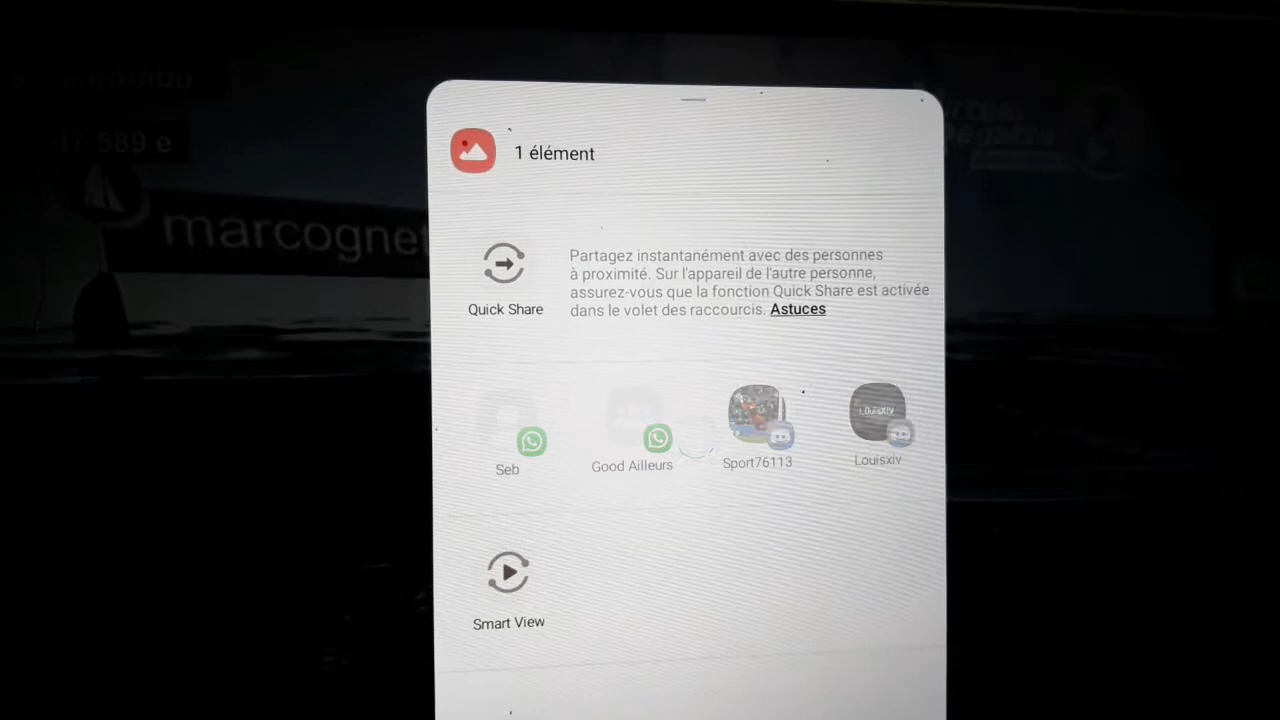 589 e
marcognet
1 élément
Quick Share
Partagez instantanément avec des personnes
à proximité. Sur l'appareil de l'autre personne,
assurez-vous que la fonction Quick Share est activée
dans le volet des raccourcis. Astuces
LouisXIV
Seb
Good Ailleurs
Sport76113
Louisxiv
Smart View